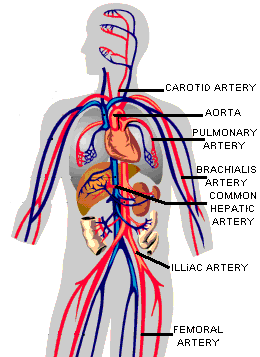 CAROTID ARTERY
AORTA
PULMONARY
ARTERY
BRACHIALIS
ARTERY
COMMON
HEPATIC
ARTERY
ILLiAC ARTERY
FEMORAL
ARTERY